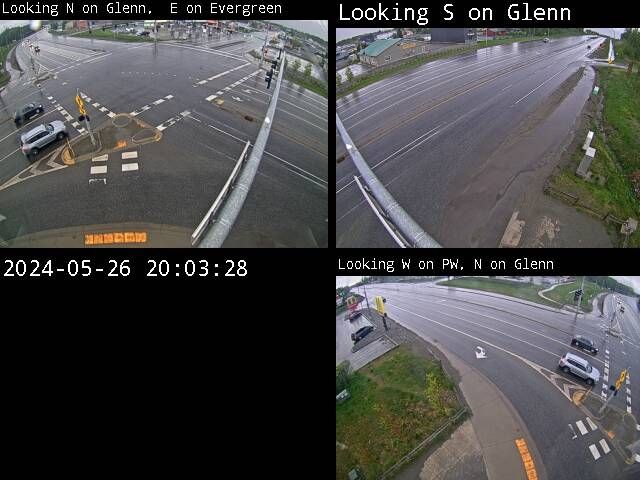 Looking N on Glenn,  E on Evergreen
Looking S on Glenn
2024-05-26 20:03:28
Looking W on PW, N on Glenn